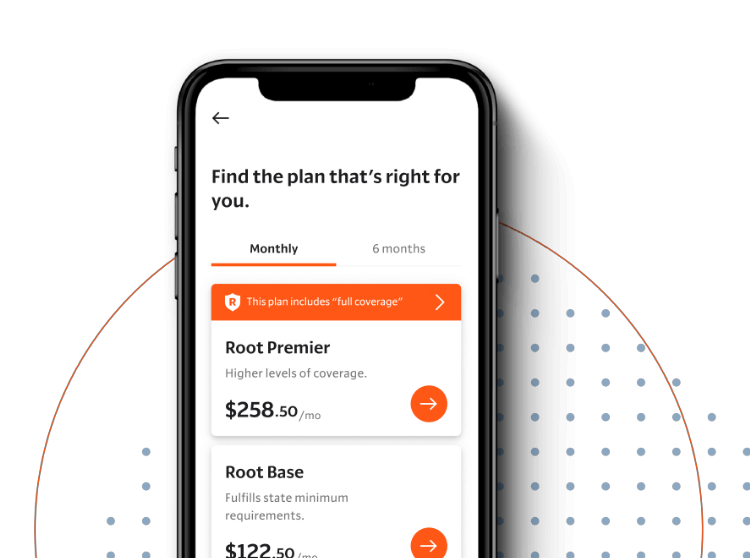 Find the plan that's right for
you.
Monthly
6 months
R
This plan includes "full coverage"
Root Premier
Higher levels of coverage.
$258.50/mo
Root Base
Fulfills state minimum
requirements.
$122.50/mo